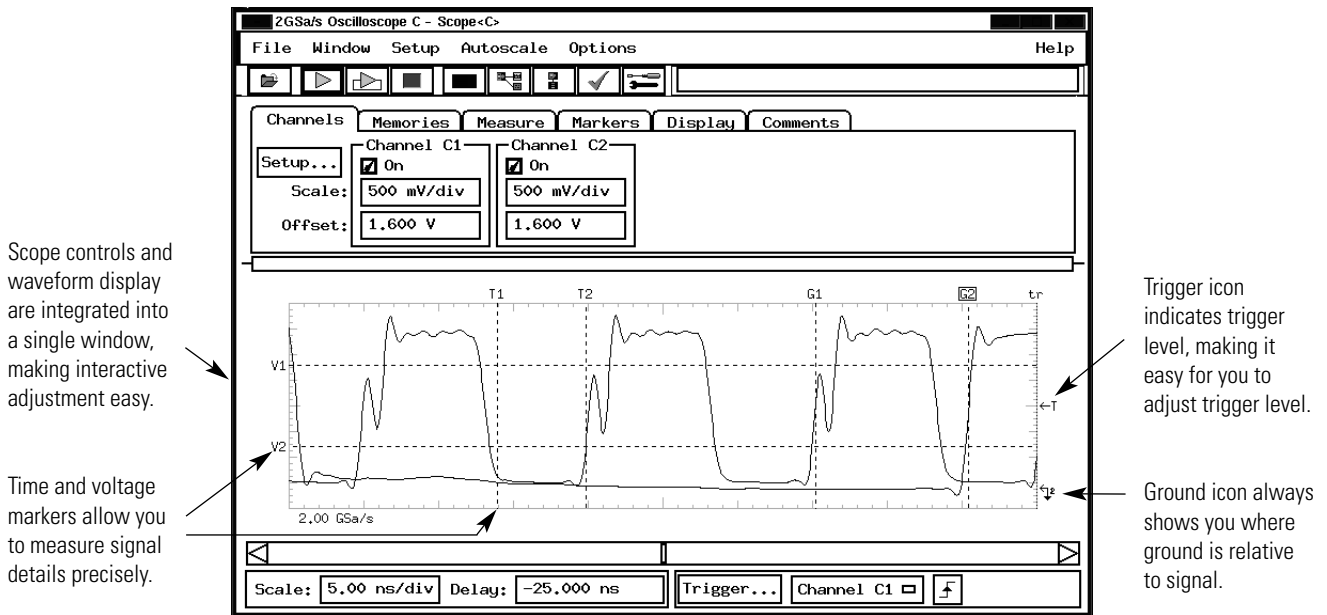 2GSa/s Oscilloscope C - Scope<C>
File Window Setup Autoscale Options Help
Channels Memories Measure Markers Display Comments
Setup...
Channel C1
On
Channel C2
On
Scale: 500 mV/div 500 mV/div
Offset: 1.600 V 1.600 V
Scope controls and
waveform display
are integrated into
a single window,
making interactive
adjustment easy.
Time and voltage
markers allow you
to measure signal
details precisely.
T1 T2 G1 G2 tr
V1
V2
T
2.00 GSa/s
Trigger icon
indicates trigger
level, making it
easy for you to
adjust trigger level.
Ground icon always
shows you where
ground is relative
to signal.
Scale: 5.00 ns/div Delay: -25.000 ns Trigger... Channel C1